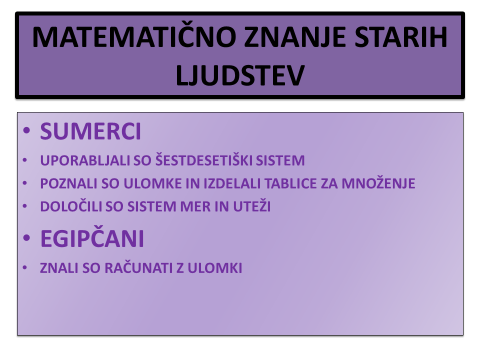 MATEMATIČNO ZNANJE STARIH
LJUDSTEV
• SUMERCI
• UPORABLJALI SO ŠESTDESETIŠKI SISTEM
• POZNALI SO ULOMKE IN IZDELALI TABLICE ZA MNOŽENJE
• DOLOČILI SO SISTEM MER IN UTEŽI
• EGIPČANI
• ZNALI SO RAČUNATI Z ULOMKI